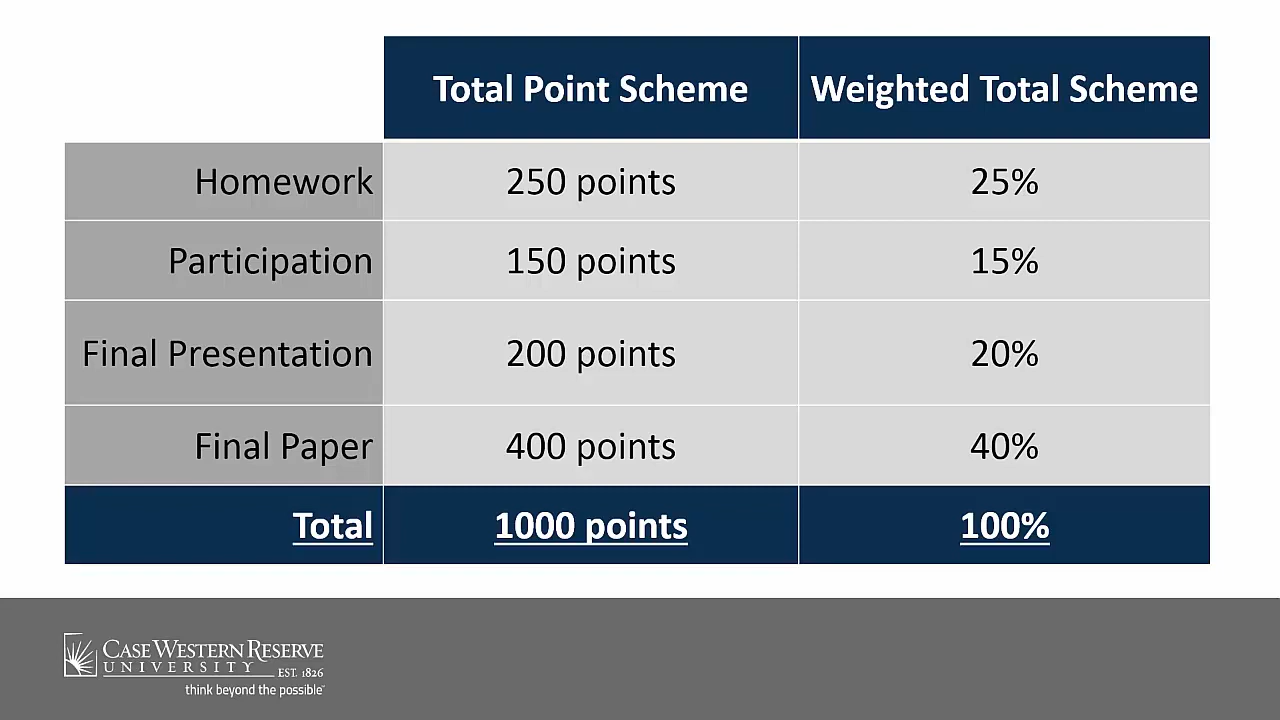 Total Point Scheme Weighted Total Scheme
Homework 250 points 25%
Participation 150 points 15%
Final Presentation 200 points 20%
Final Paper 400 points 40%
Total 1000 points 100%
CASE WESTERN RESERVE
UNIVERSITY EST. 1826
think beyond the possible™